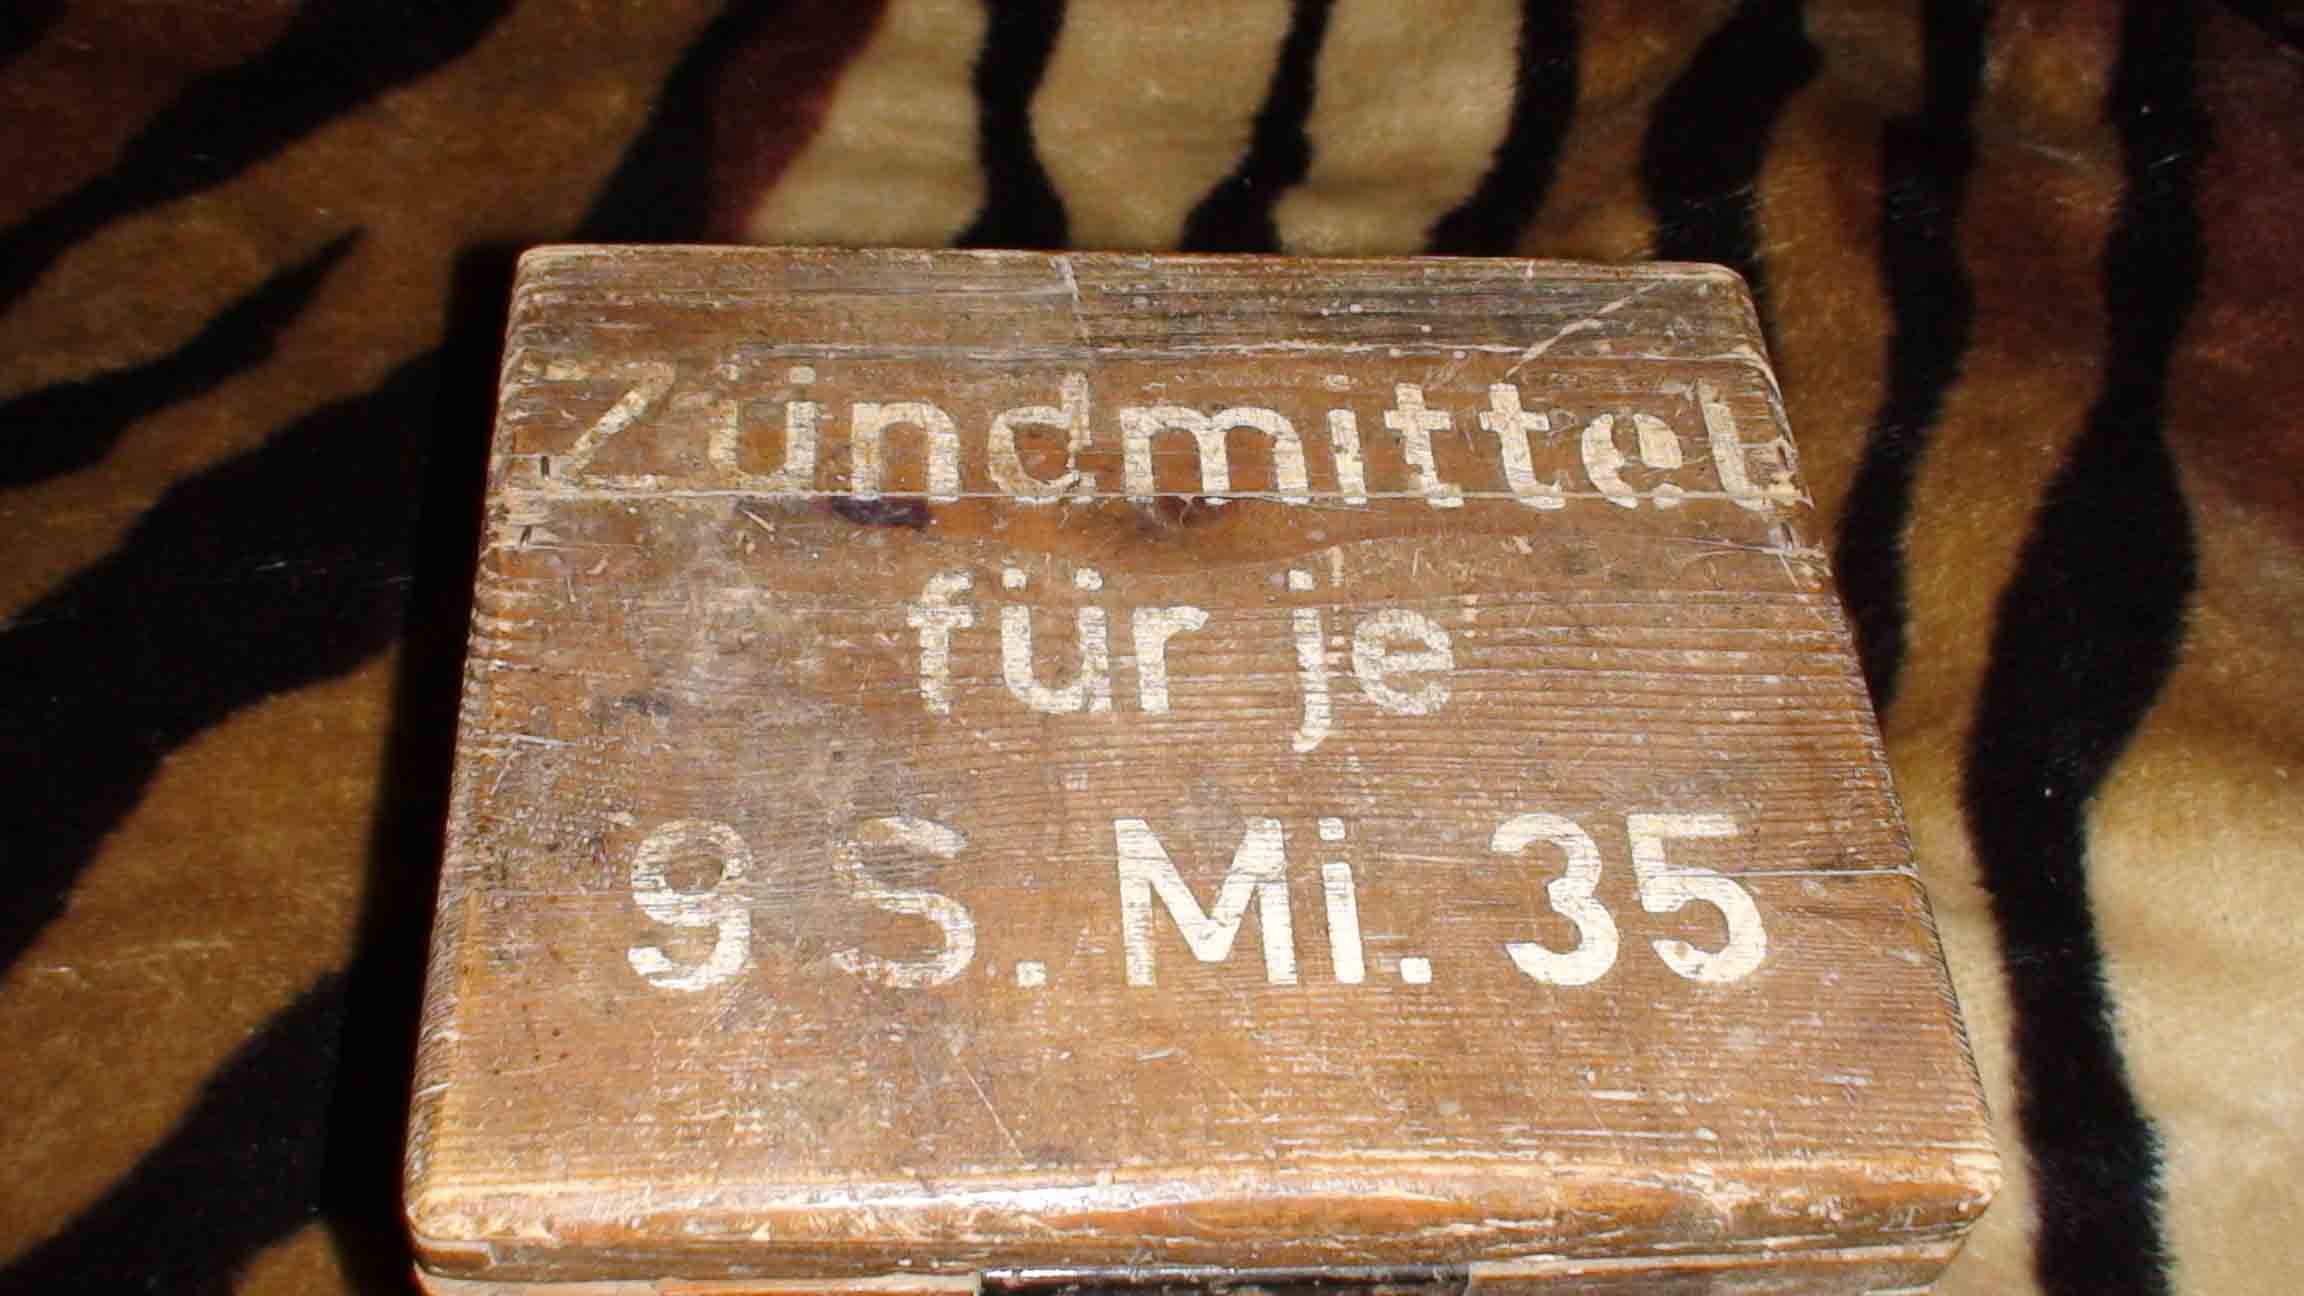 Zündmittel
für je
9 S. Mi. 35